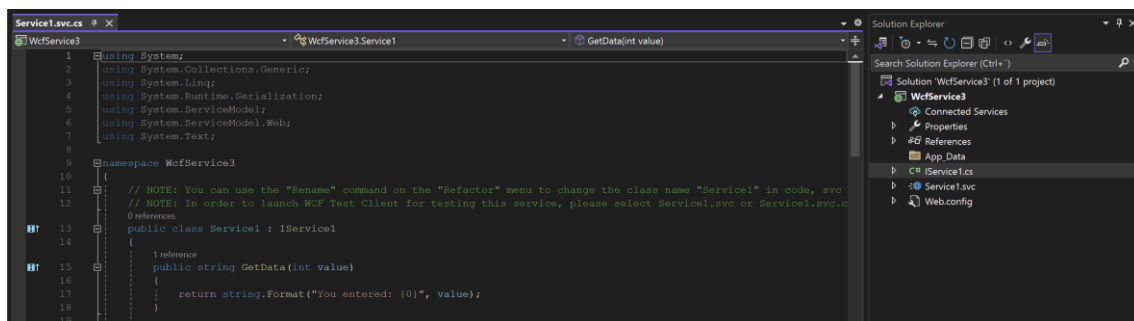 Service1.svc.cs
WcfService3
WcfService3.Service1
GetData(int value)
1 using System;
2 using System.Collections.Generic;
3 using System.Linq;
4 using System.Runtime.Serialization;
5 using System.ServiceModel;
6 using System.ServiceModel.Web;
7 using System.Text;
8
9 namespace WcfService3
10 {
11 // NOTE: You can use the "Rename" command on the "Refactor" menu to change the class name "Service1" in code, svc
12 // NOTE: In order to launch WCF Test Client for testing this service, please select Service1.svc or Service1.svc.c
0 references
13 public class Service1 : IService1
14 {
1 reference
15 public string GetData(int value)
16 {
17 return string.Format("You entered: {0}", value);
18 }
19
Solution Explorer
Search Solution Explorer (Ctrl+¨)
Solution 'WcfService3' (1 of 1 project)
WcfService3
Connected Services
Properties
References
App_Data
C# IService1.cs
Service1.svc
Web.config